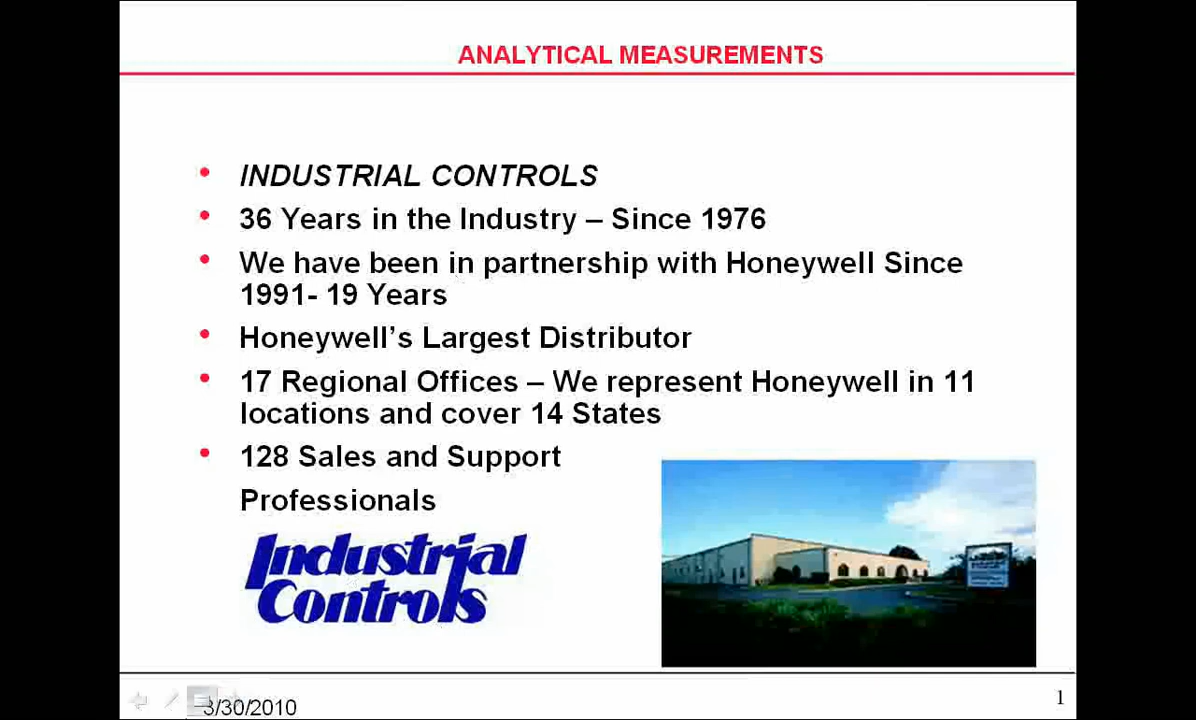 ANALYTICAL MEASUREMENTS
• INDUSTRIAL CONTROLS
• 36 Years in the Industry – Since 1976
• We have been in partnership with Honeywell Since
1991- 19 Years
• Honeywell’s Largest Distributor
• 17 Regional Offices – We represent Honeywell in 11
locations and cover 14 States
• 128 Sales and Support
Professionals
Industrial
Controls
3/30/2010
1